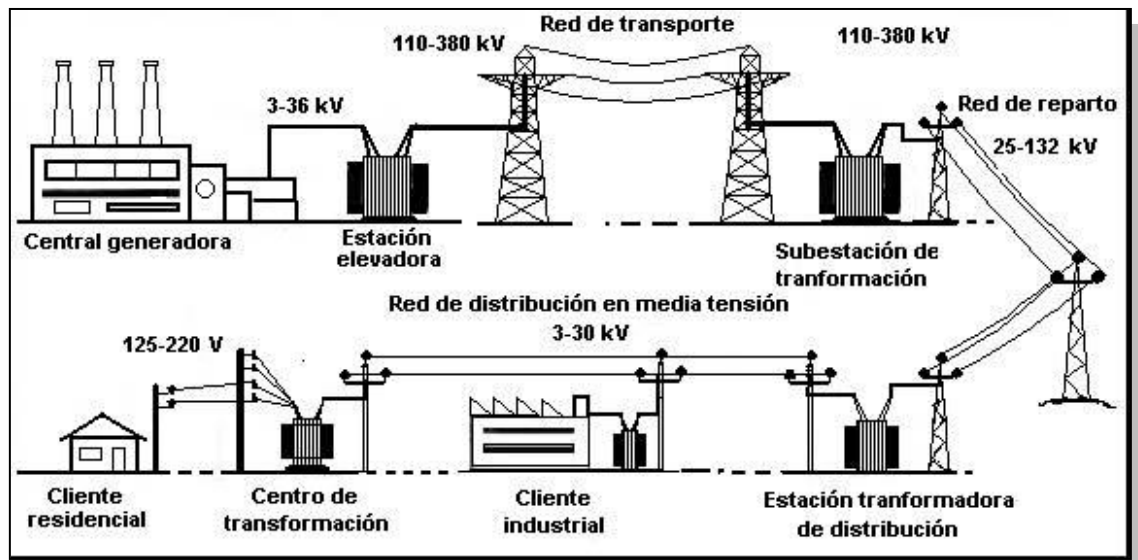 Red de transporte
110-380 kV
110-380 kV
3-36 kV
Red de reparto
25-132 kV
Central generadora
Estación
elevadora
Subestación de
tranformación
Red de distribución en media tensión
3-30 kV
125-220 V
Cliente
residencial
Centro de
transformación
Cliente
industrial
Estación tranformadora
de distribución